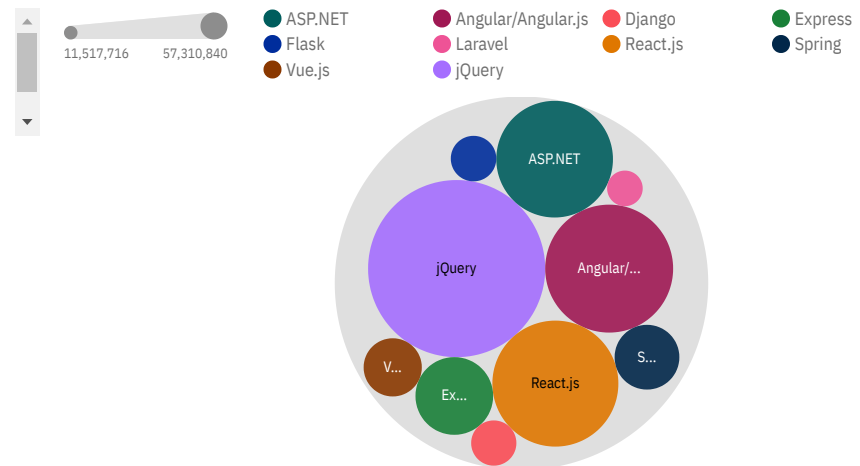 ASP.NET Angular/Angular.js Django Express
Flask Laravel React.js Spring
Vue.js jQuery
11,517,716 57,310,840
ASP.NET
jQuery
Angular/...
S...
V...
React.js
Ex...